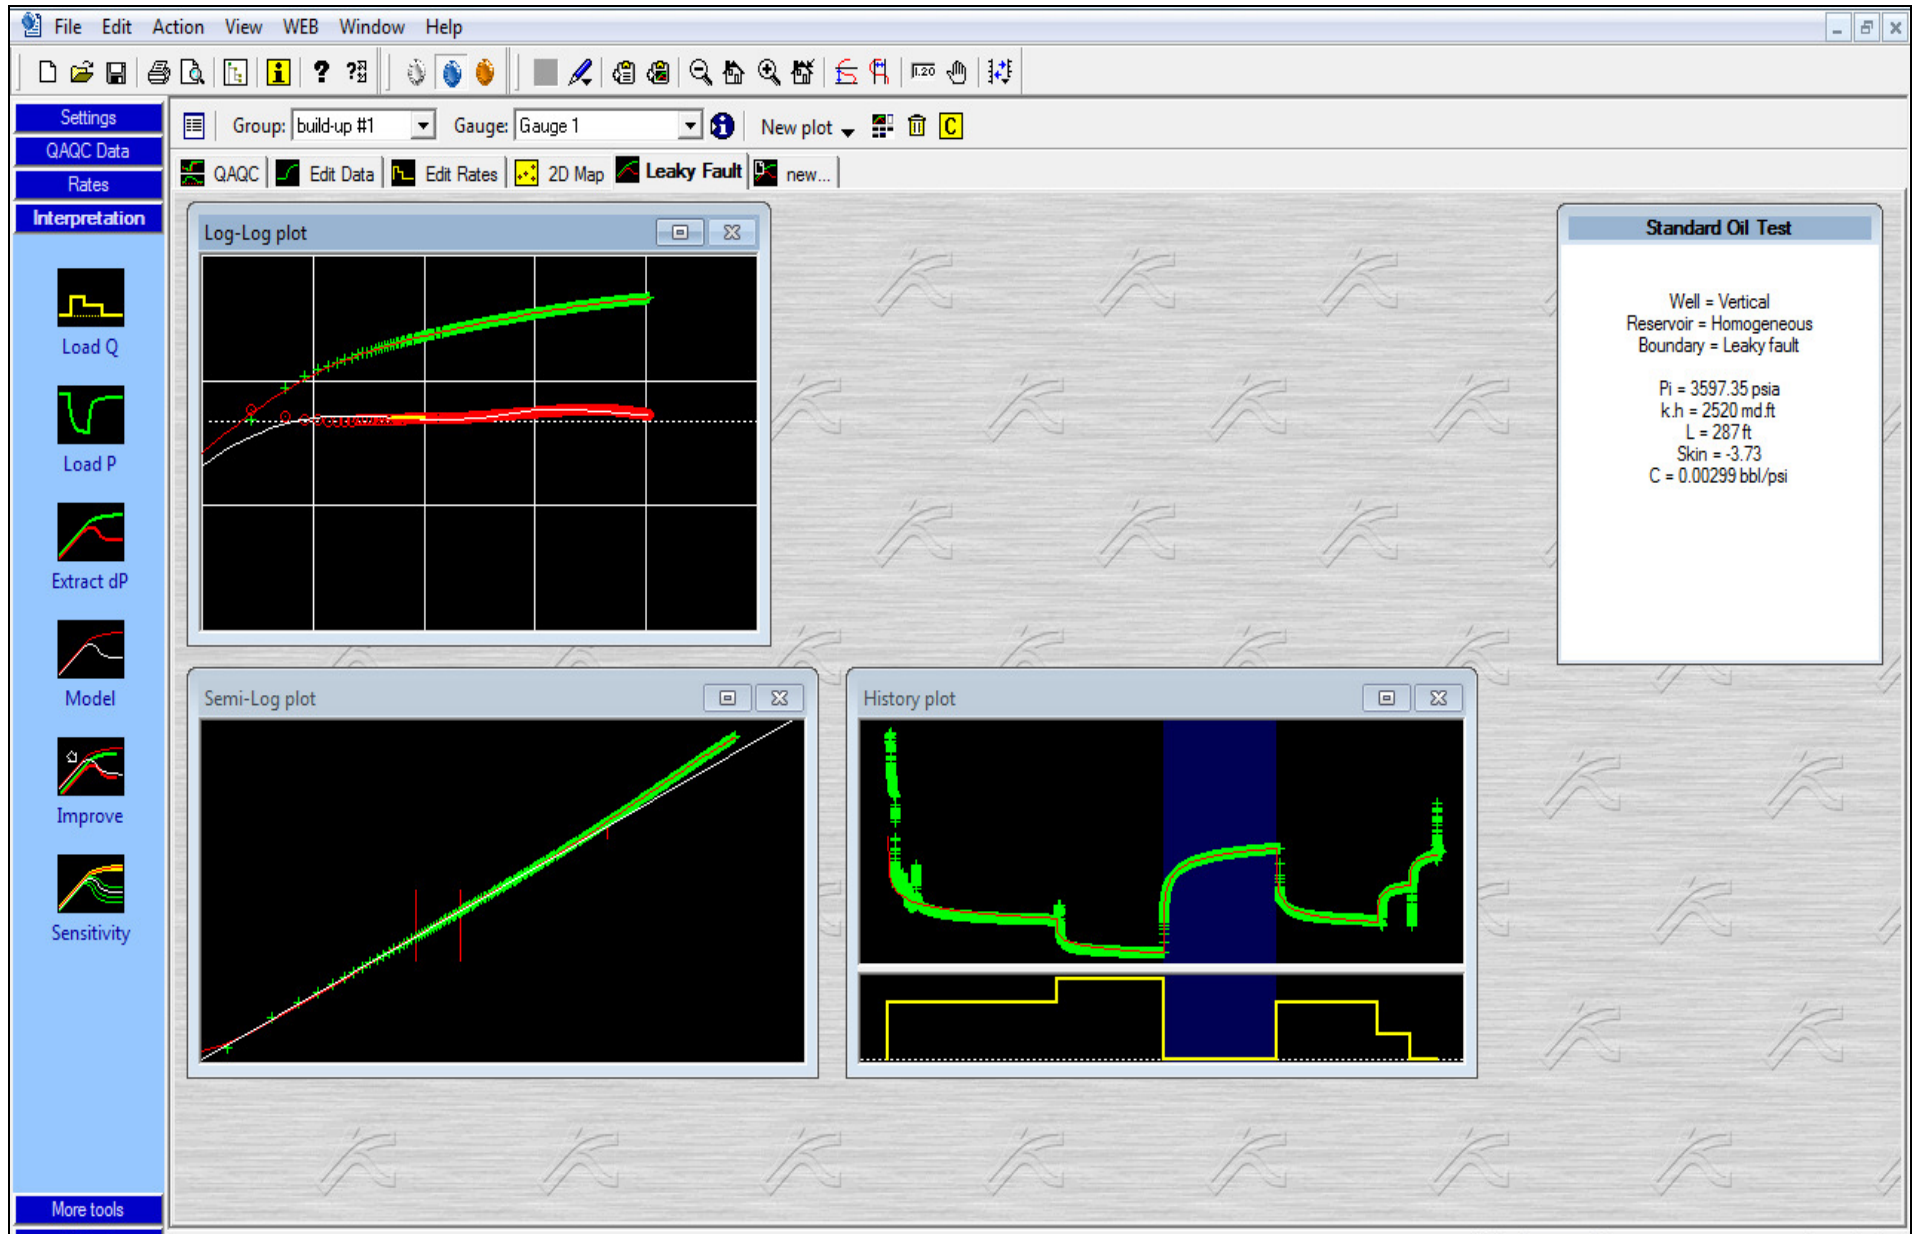 File Edit Action View WEB Window Help
1.20
Settings
QAQC Data
Rates
Interpretation
Load Q
Load P
Extract dP
Model
Improve
Sensitivity
More tools
Group: build-up #1 Gauge: Gauge 1 New plot C
QAQC Edit Data Edit Rates 2D Map Leaky Fault new...
Log-Log plot
Standard Oil Test
Well = Vertical
Reservoir = Homogeneous
Boundary = Leaky fault
Pi = 3597.35 psia
k.h = 2520 md.ft
L = 287 ft
Skin = -3.73
C = 0.00299 bbl/psi
Semi-Log plot
History plot